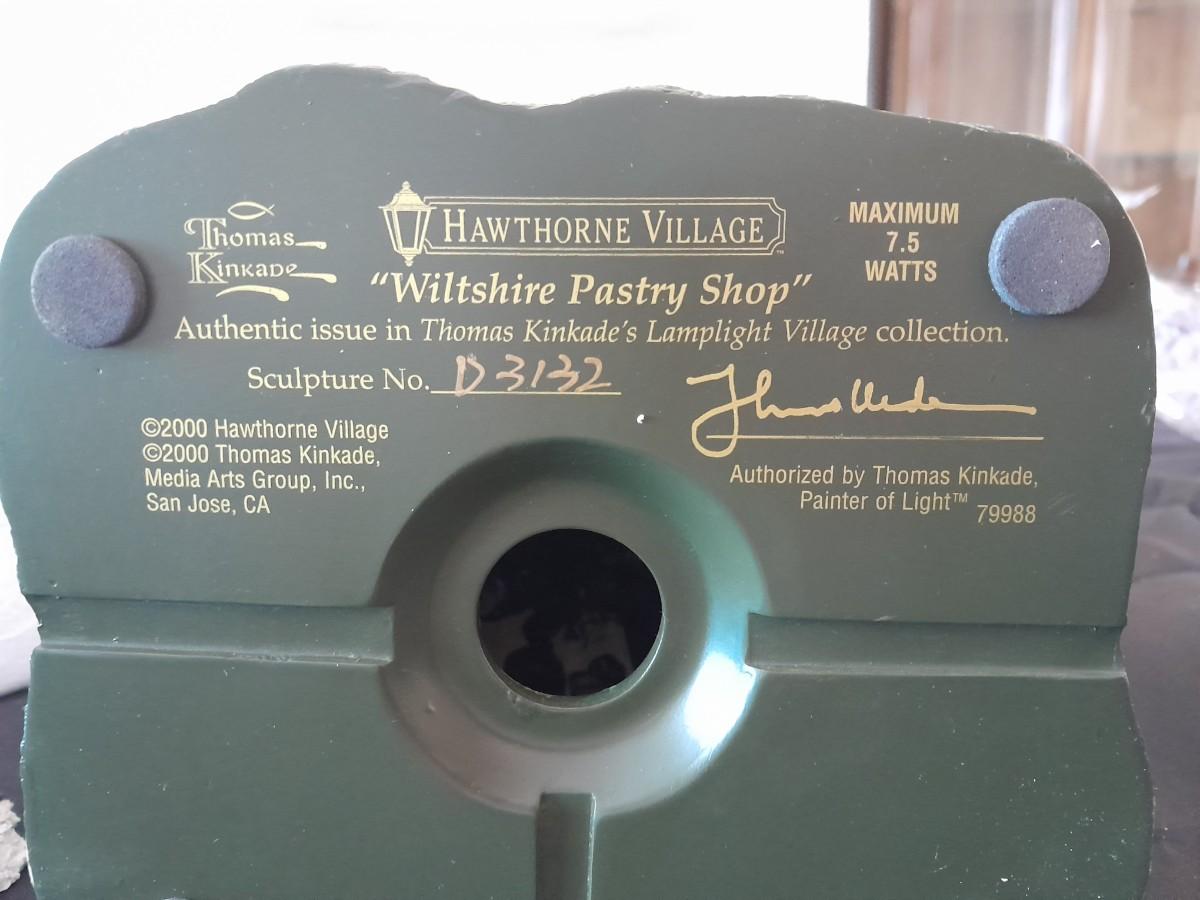 Thomas
Kinkade
HAWTHORNE VILLAGE™
MAXIMUM
7.5
WATTS
"Wiltshire Pastry Shop"
Authentic issue in Thomas Kinkade's Lamplight Village collection.
Sculpture No. D3132
©2000 Hawthorne Village
©2000 Thomas Kinkade,
Media Arts Group, Inc.,
San Jose, CA
Authorized by Thomas Kinkade,
Painter of Light™
79988